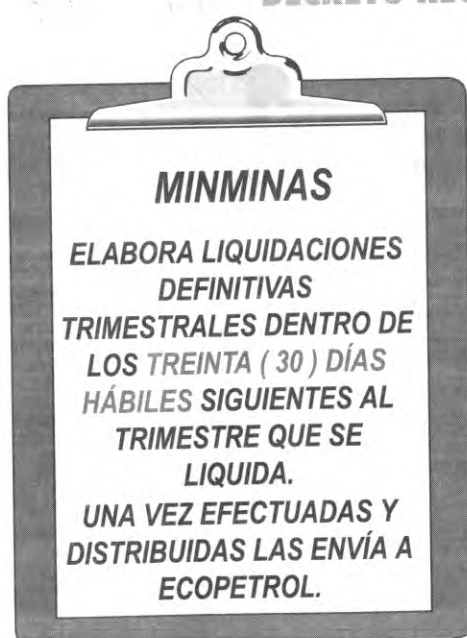 MINMINAS
ELABORA LIQUIDACIONES
DEFINITIVAS
TRIMESTRALES DENTRO DE
LOS TREINTA ( 30 ) DÍAS
HÁBILES SIGUIENTES AL
TRIMESTRE QUE SE
LIQUIDA.
UNA VEZ EFECTUADAS Y
DISTRIBUIDAS LAS ENVÍA A
ECOPETROL.